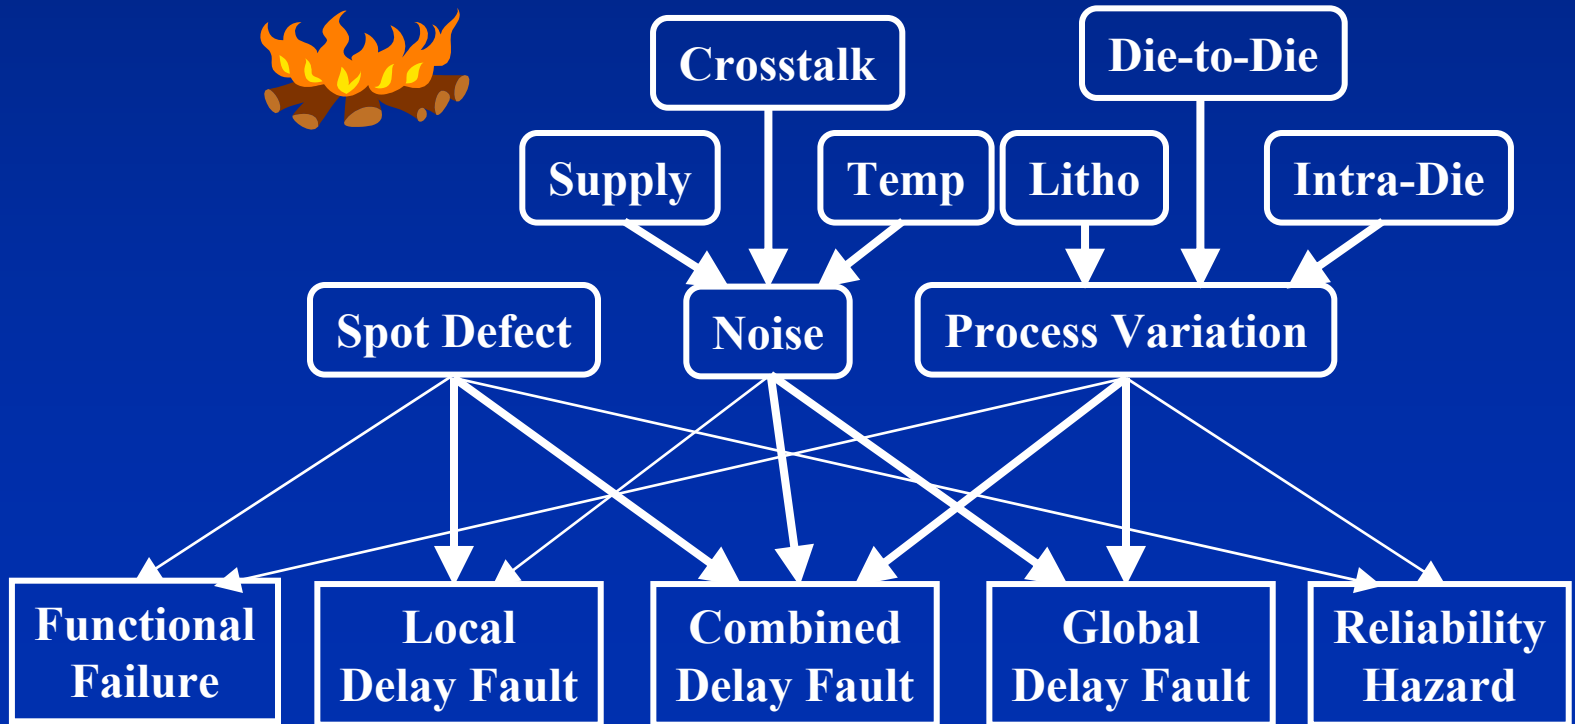 Crosstalk
Die-to-Die
Supply
Temp
Litho
Intra-Die
Spot Defect
Noise
Process Variation
Functional
Failure
Local
Delay Fault
Combined
Delay Fault
Global
Delay Fault
Reliability
Hazard